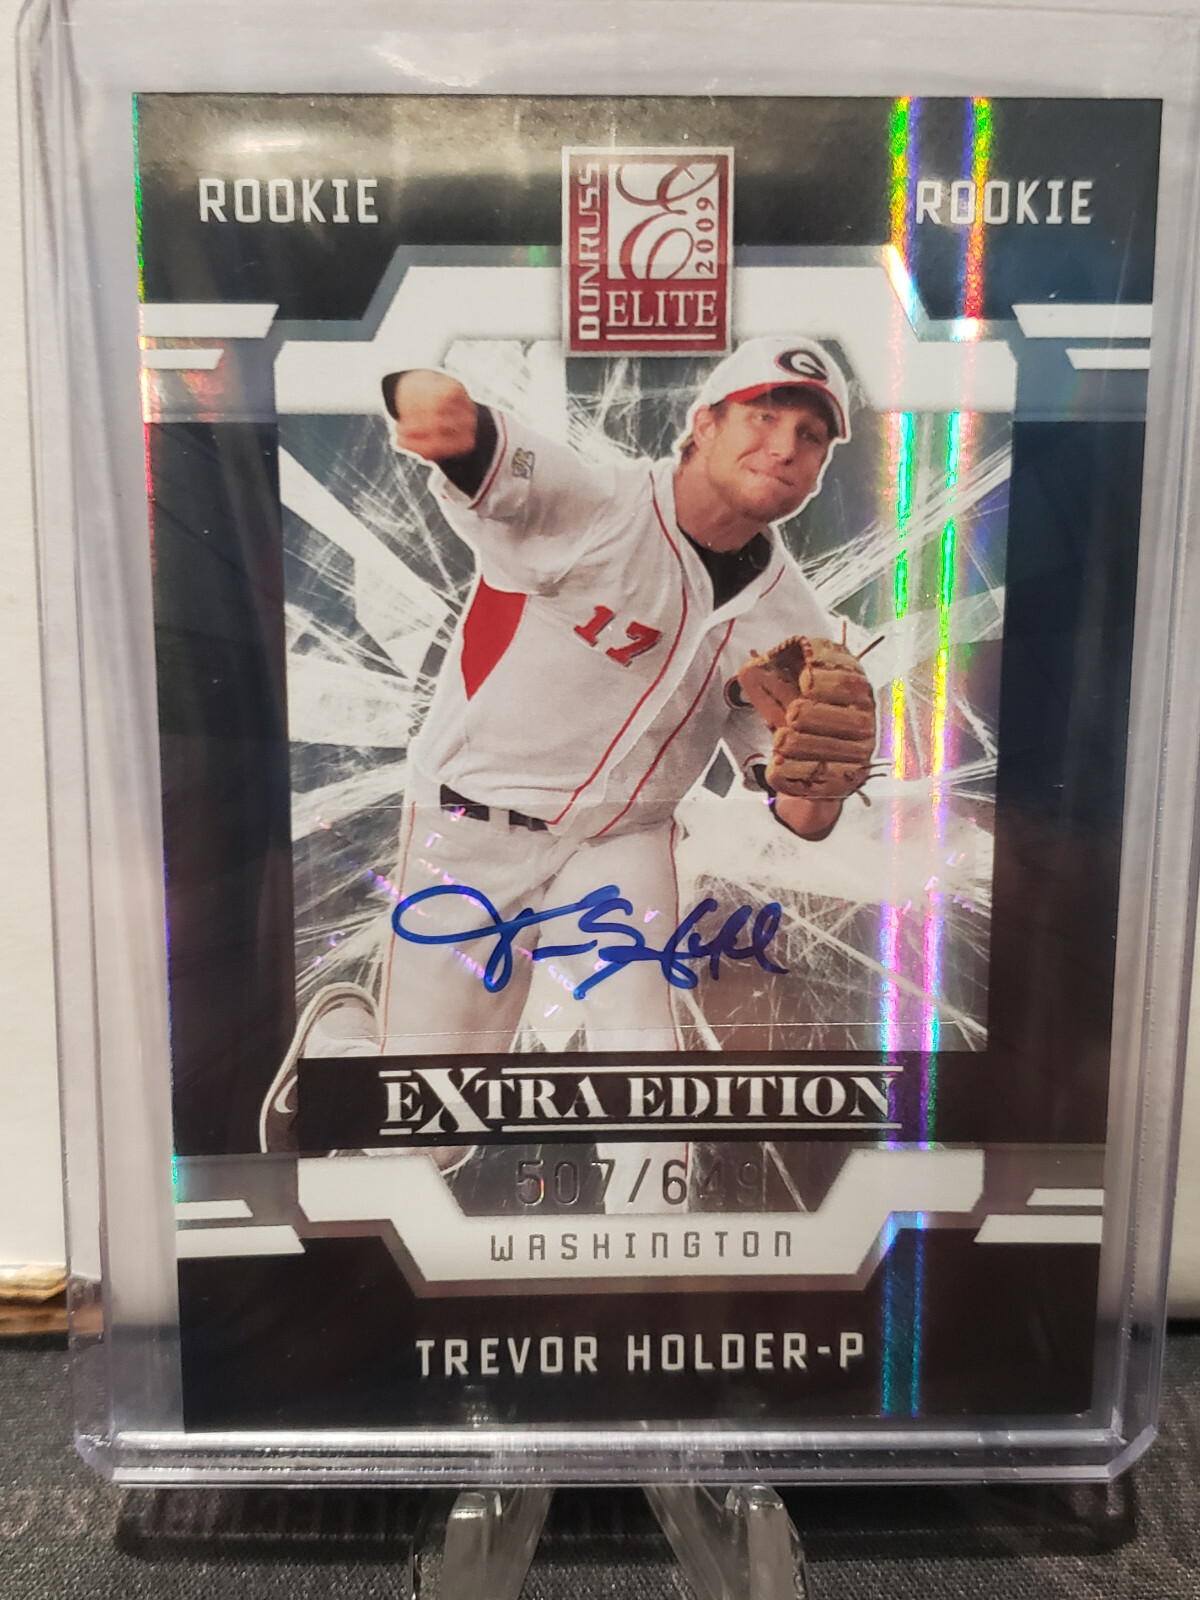 ROOKIE
DONRUSS
E
2009
ELITE
ROOKIE
G
17
EXTRA EDITION
507/649
WASHINGTON
TREVOR HOLDER-P